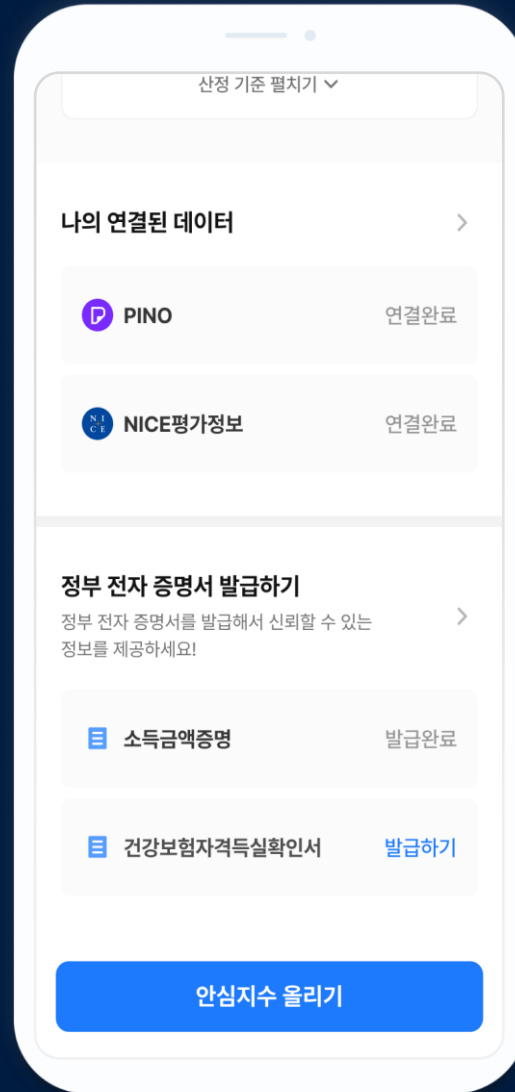 산정 기준 펼치기
나의 연결된 데이터
PINO 연결완료
NICE NICE평가정보 연결완료
정부 전자 증명서 발급하기
정부 전자 증명서를 발급해서 신뢰할 수 있는
정보를 제공하세요!
소득금액증명 발급완료
건강보험자격득실확인서 발급하기
안심지수 올리기